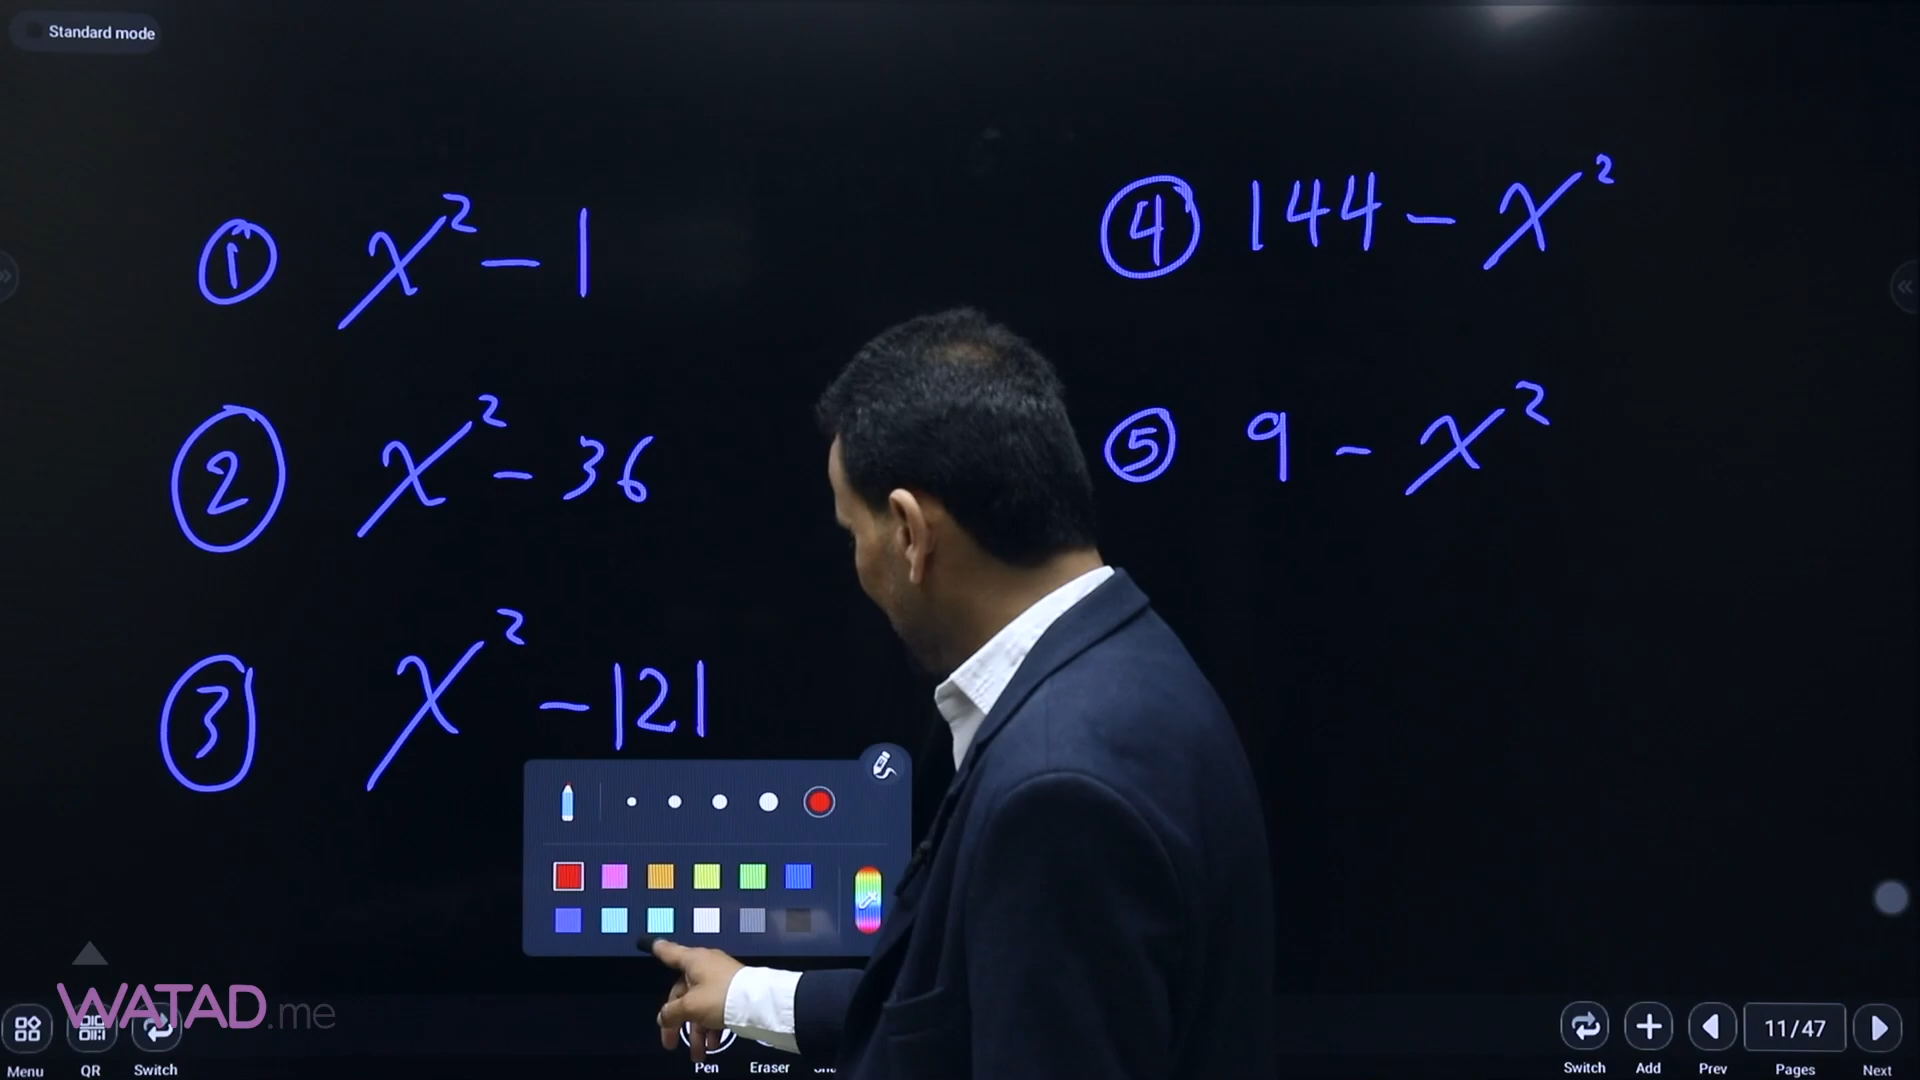 Standard mode
① x² - 1
② x² - 36
③ x² - 121
④ 144 - x²
⑤ 9 - x²
WATAD.me
Menu
QR
Switch
Pen
Eraser
Switch
Add
Prev
11/47
Pages
Next